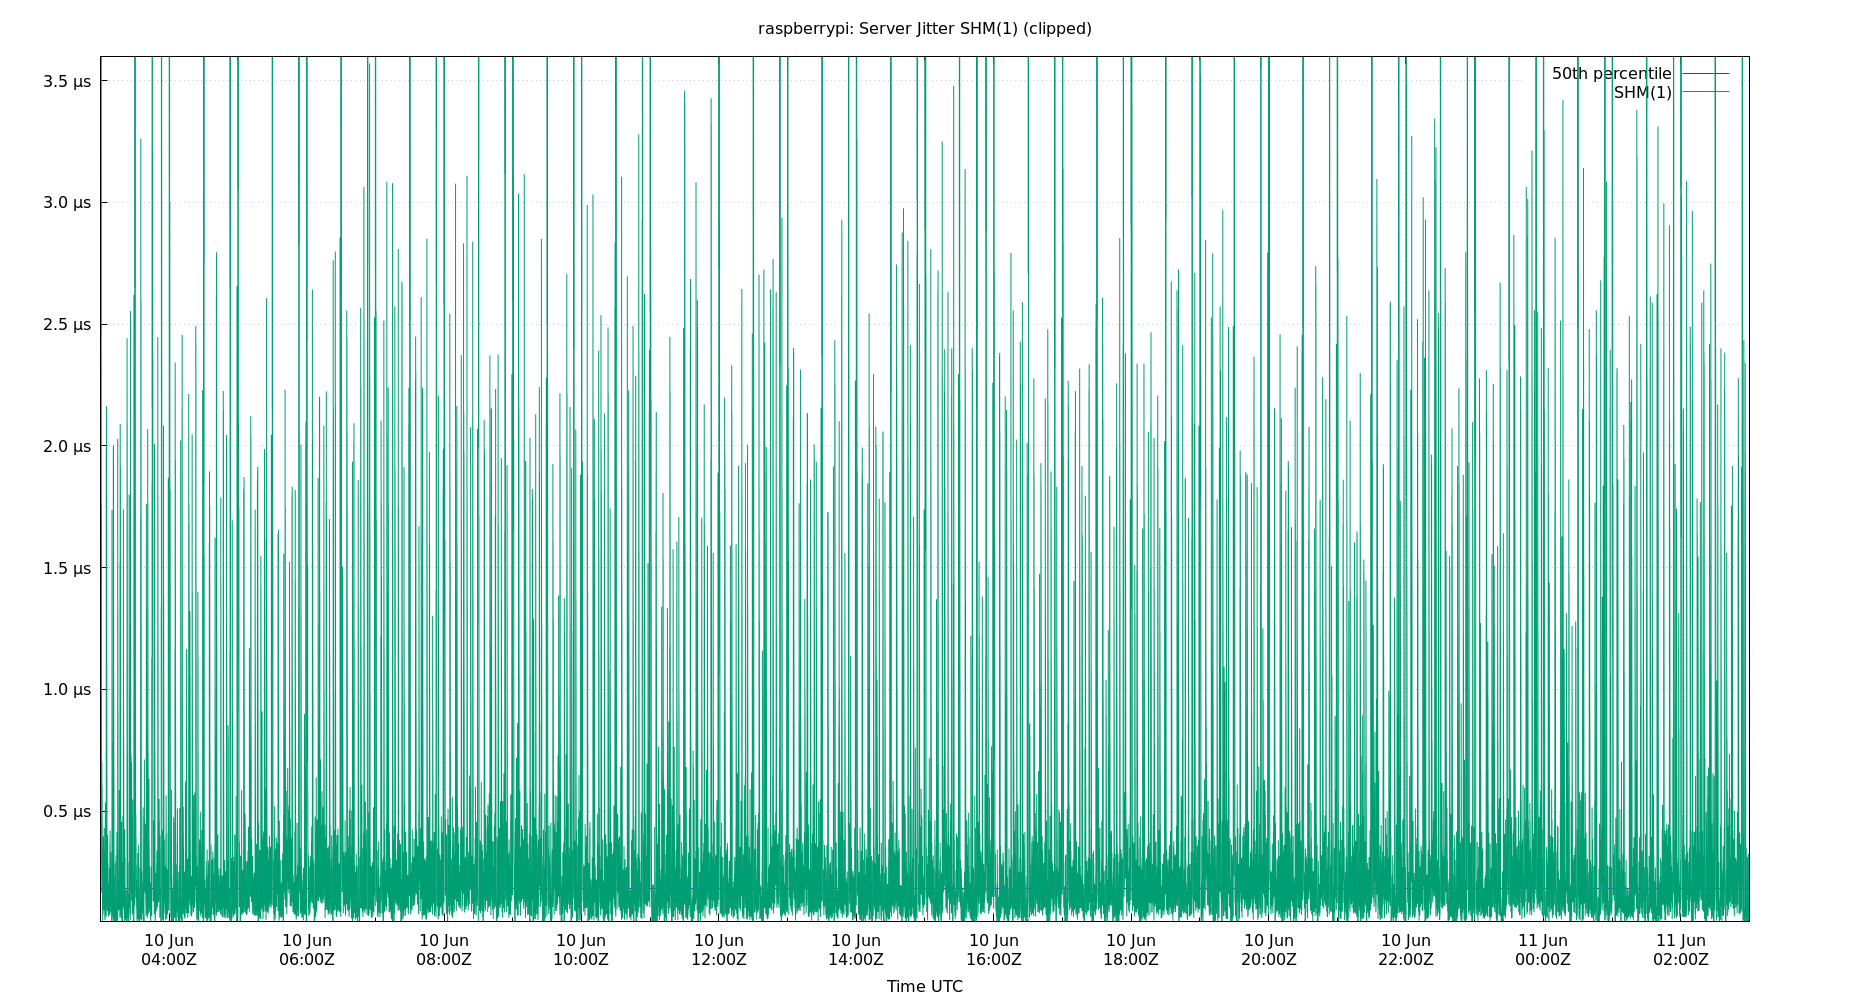 raspberrypi: Server Jitter SHM(1) (clipped)
50th percentile
SHM(1)
3.5 µs
3.0 µs
2.5 µs
2.0 µs
1.5 µs
1.0 µs
0.5 µs
10 Jun 10 Jun 10 Jun 10 Jun 10 Jun 10 Jun 10 Jun 10 Jun 10 Jun 10 Jun 11 Jun 11 Jun
04:00Z 06:00Z 08:00Z 10:00Z 12:00Z 14:00Z 16:00Z 18:00Z 20:00Z 22:00Z 00:00Z 02:00Z
Time UTC